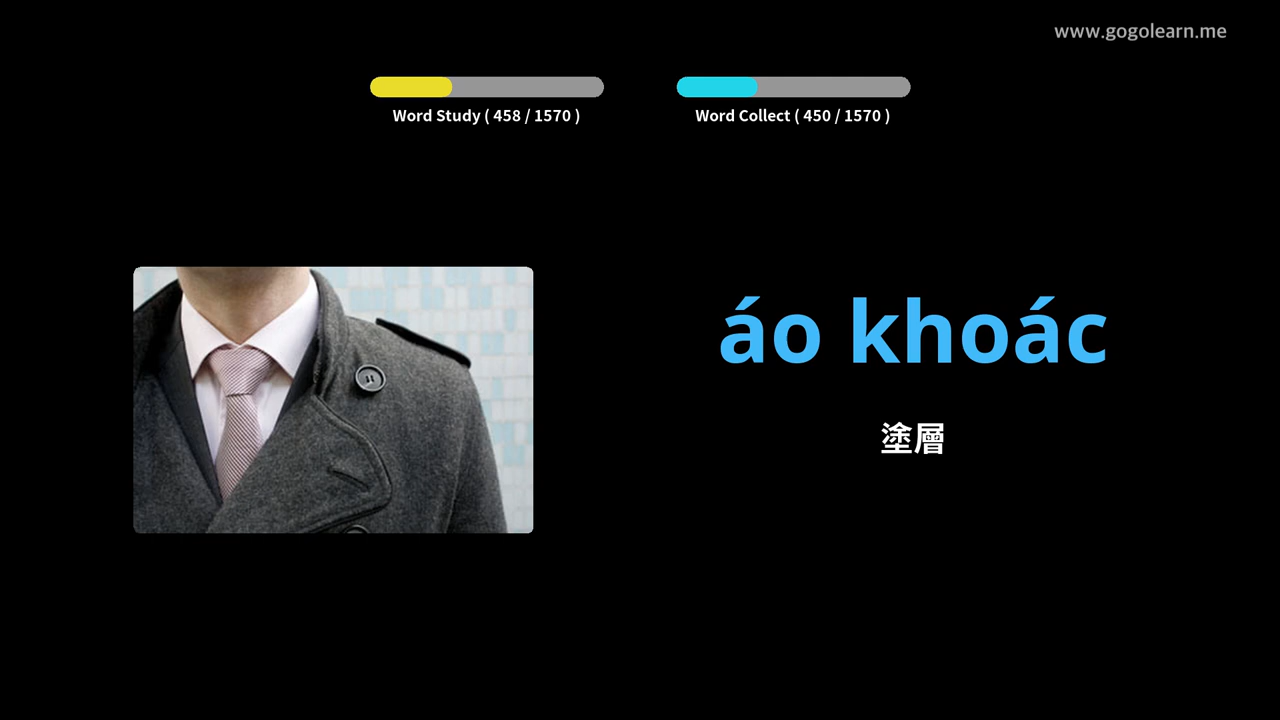 www.gogolearn.me
Word Study ( 458 / 1570 )
Word Collect ( 450 / 1570 )
áo khoác
塗層